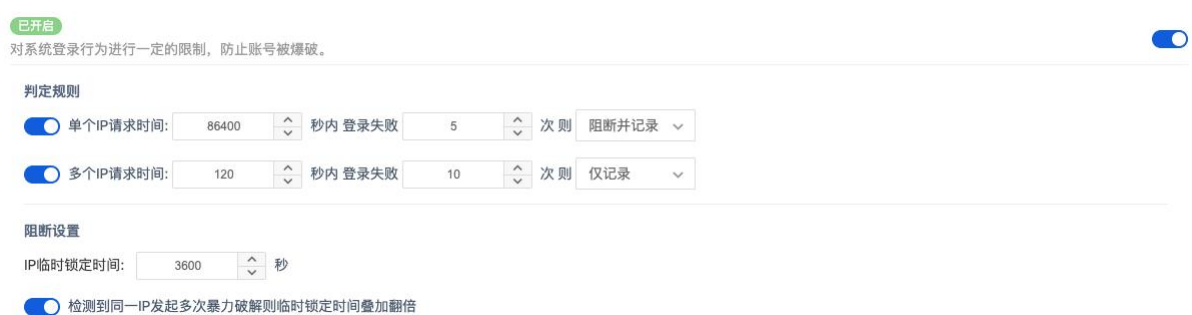 已开启
对系统登录行为进行一定的限制，防止账号被爆破。
判定规则
单个IP请求时间: 86400 秒内 登录失败 5 次 则 阻断并记录
多个IP请求时间: 120 秒内 登录失败 10 次 则 仅记录
阻断设置
IP临时锁定时间: 3600 秒
检测到同一IP发起多次暴力破解则临时锁定时间叠加翻倍